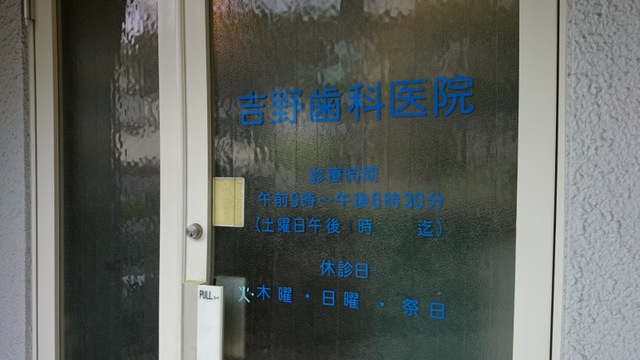 吉野歯科医院
診療時間
午前9時~午後6時30分
(土曜日午後1時 迄)
休診日
火・木曜・日曜・祭日
PULL